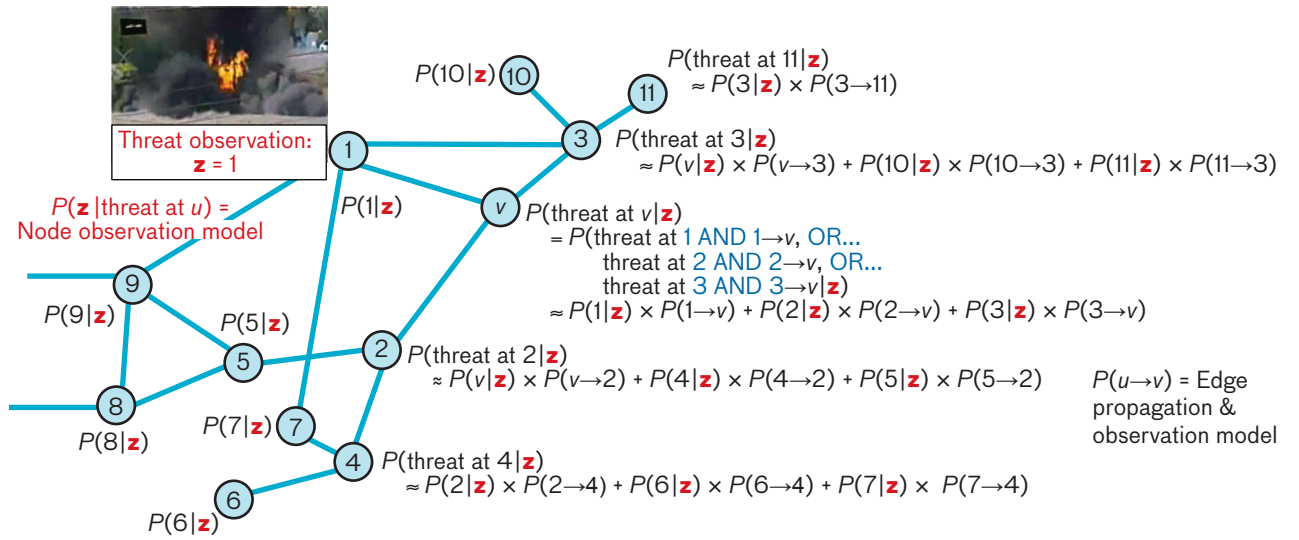 Threat observation:
z = 1
P(z|threat at u) =
Node observation model
1
P(1|z)
P(10|z)
10
11
P(threat at 11|z)
≈ P(3|z) × P(3→11)
3
P(threat at 3|z)
≈ P(v|z) × P(v→3) + P(10|z) × P(10→3) + P(11|z) × P(11→3)
v
P(threat at v|z)
= P(threat at 1 AND 1→v, OR...
threat at 2 AND 2→v, OR...
threat at 3 AND 3→v|z)
≈ P(1|z) × P(1→v) + P(2|z) × P(2→v) + P(3|z) × P(3→v)
9
P(9|z)
P(5|z)
5
2
P(threat at 2|z)
≈ P(v|z) × P(v→2) + P(4|z) × P(4→2) + P(5|z) × P(5→2)
P(u→v) = Edge
propagation &
observation model
8
P(8|z)
P(7|z)
7
4
P(threat at 4|z)
≈ P(2|z) × P(2→4) + P(6|z) × P(6→4) + P(7|z) × P(7→4)
6
P(6|z)